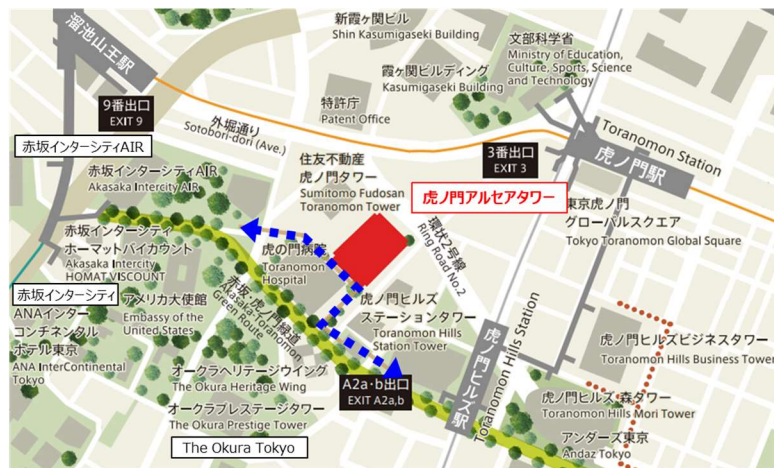 溜池山王駅
9番出口
EXIT 9
外堀通り
Sotobori-dori (Ave.)
新霞ヶ関ビル
Shin Kasumigaseki Building
霞ヶ関ビルディング
Kasumigaseki Building
特許庁
Patent Office
文部科学省
Ministry of Education,
Culture, Sports, Science
and Technology
3番出口
EXIT 3
Toranomon Station
虎ノ門駅
赤坂インターシティAIR
赤坂インターシティAIR
Akasaka Intercity AIR
住友不動産
虎ノ門タワー
Sumitomo Fudosan
Toranomon Tower
虎ノ門アルセアタワー
環状2号線
Ring Road No.2
東京虎ノ門
グローバルスクエア
Tokyo Toranomon Global Square
赤坂インターシティ
ホーマットバイカウント
Akasaka Intercity
HOMAT VISCOUNT
虎の門病院
Toranomon
Hospital
赤坂・虎ノ門緑道
Akasaka-Toranomon
Green Route
赤坂インターシティ
アメリカ大使館
Embassy of the
United States
ANAインター
コンチネンタル
ホテル東京
ANA InterContinental
Tokyo
虎ノ門ヒルズ
ステーションタワー
Toranomon Hills
Station Tower
虎ノ門ヒルズ駅
Toranomon Hills Station
虎ノ門ヒルズビジネスタワー
Toranomon Hills Business Tower
オークラヘリテージウイング
The Okura Heritage Wing
A2a・b出口
EXIT A2a,b
オークラプレステージタワー
The Okura Prestige Tower
The Okura Tokyo
虎ノ門ヒルズ 森タワー
Toranomon Hills Mori Tower
アンダーズ東京
Andaz Tokyo